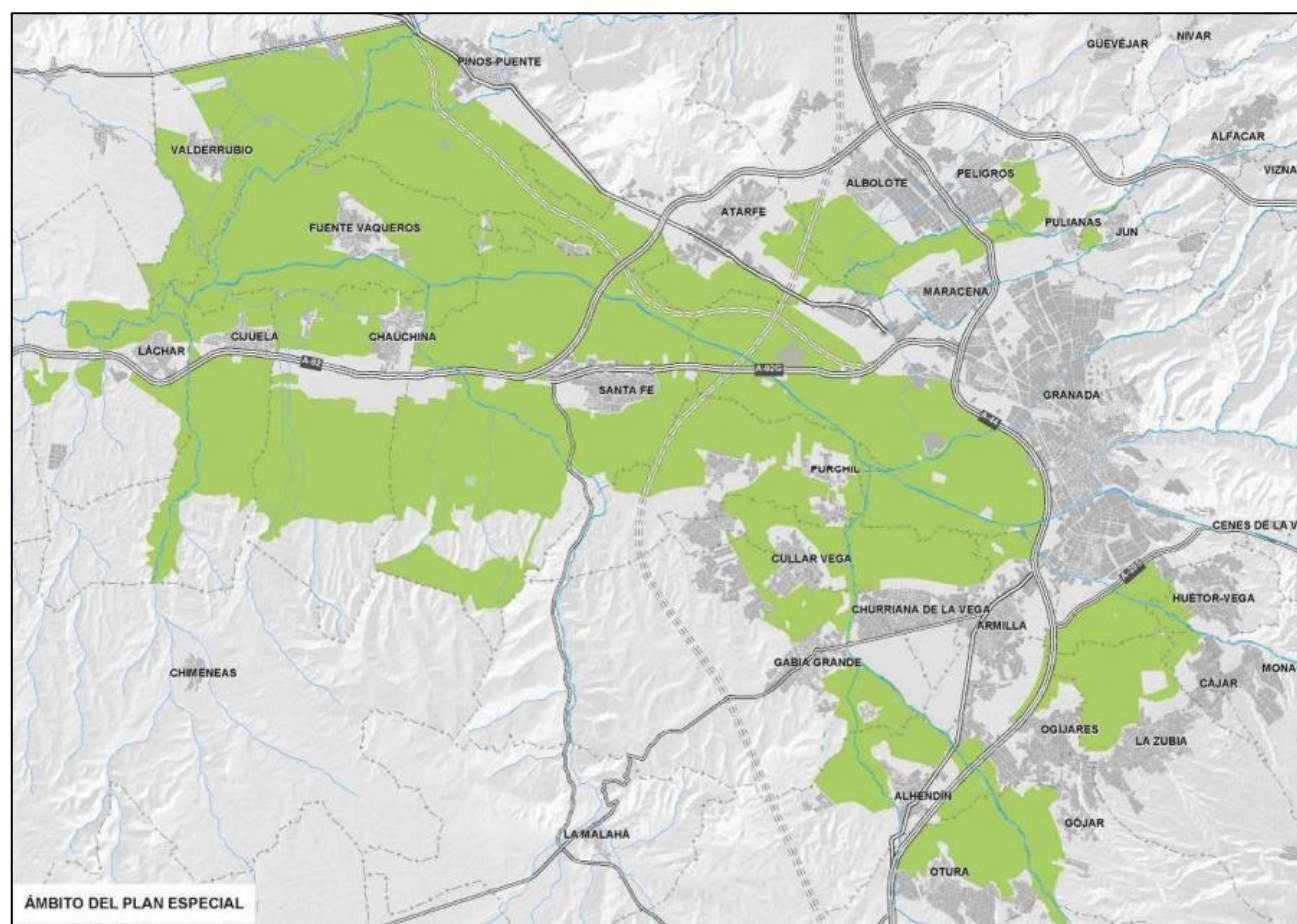 GÜEVÉJAR
NÍVAR
PINOS-PUENTE
ALFACAR
VALDERRUBIO
VIZNA
PELIGROS
ALBOLOTE
ATARFE
FUENTE VAQUEROS
PULIANAS
JUN
MARACENA
CIJUELA
CHAUCHINA
LÁCHAR
A-92
A-92G
SANTA FE
GRANADA
A-44
PURCHIL
CENES DE LA V
CULLAR VEGA
HUÉTOR-VEGA
CHURRIANA DE LA VEGA
ARMILLA
GABIA GRANDE
MONA
CHIMENEAS
CÁJAR
OGÍJARES
LA ZUBIA
ALHENDÍN
GÓJAR
LA MALAHÁ
OTURA
ÁMBITO DEL PLAN ESPECIAL